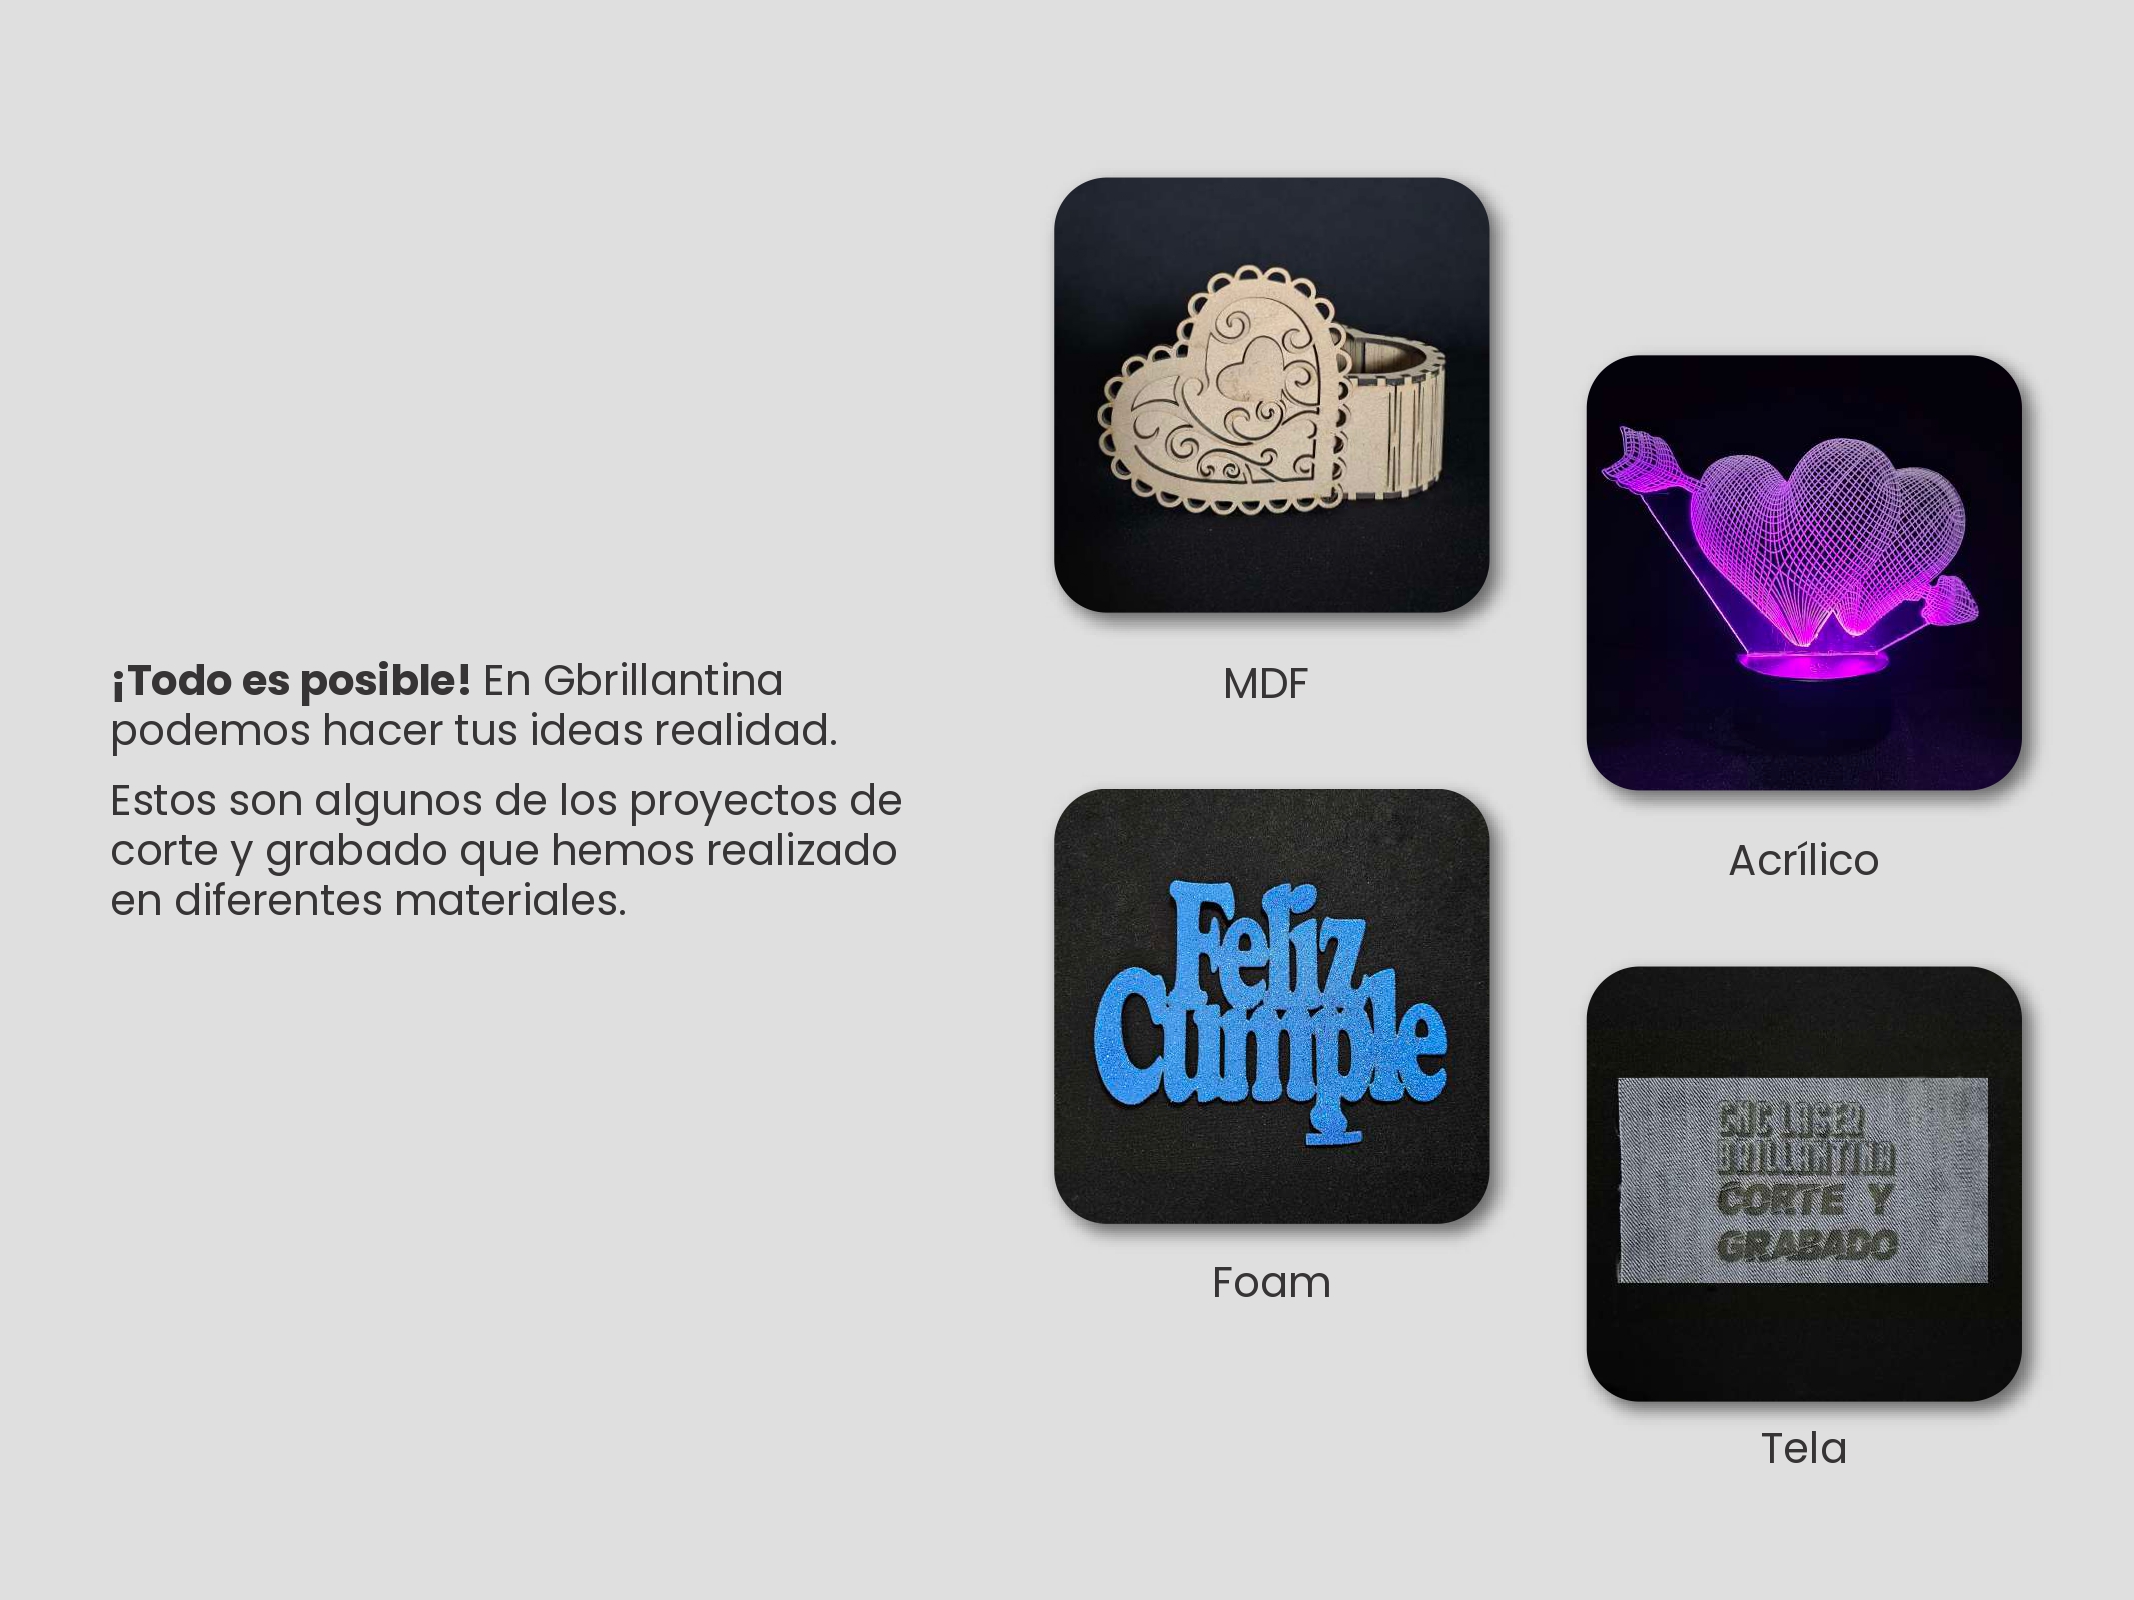 ¡Todo es posible! En Gbrillantina
podemos hacer tus ideas realidad.
Estos son algunos de los proyectos de
corte y grabado que hemos realizado
en diferentes materiales.
MDF
Acrílico
Feliz
Cumple
Foam
CNC LASER
BRILLANTINA
CORTE Y
GRABADO
Tela